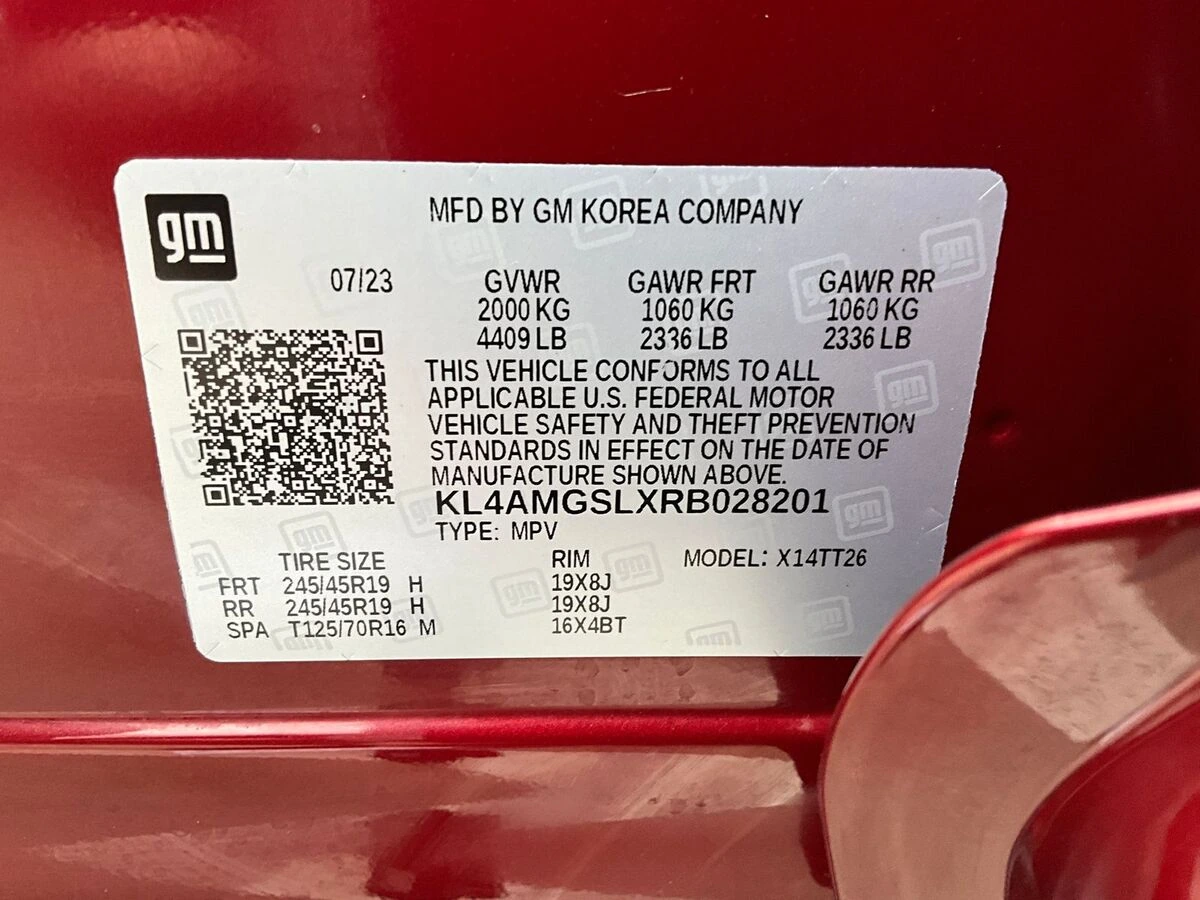 gm
MFD BY GM KOREA COMPANY
07/23 GVWR GAWR FRT GAWR RR
2000 KG 1060 KG 1060 KG
4409 LB 2336 LB 2336 LB
THIS VEHICLE CONFORMS TO ALL
APPLICABLE U.S. FEDERAL MOTOR
VEHICLE SAFETY AND THEFT PREVENTION
STANDARDS IN EFFECT ON THE DATE OF
MANUFACTURE SHOWN ABOVE.
KL4AMGSLXRB028201
TYPE: MPV
TIRE SIZE RIM MODEL: X14TT26
FRT 245/45R19 H 19X8J
RR 245/45R19 H 19X8J
SPA T125/70R16 M 16X4BT